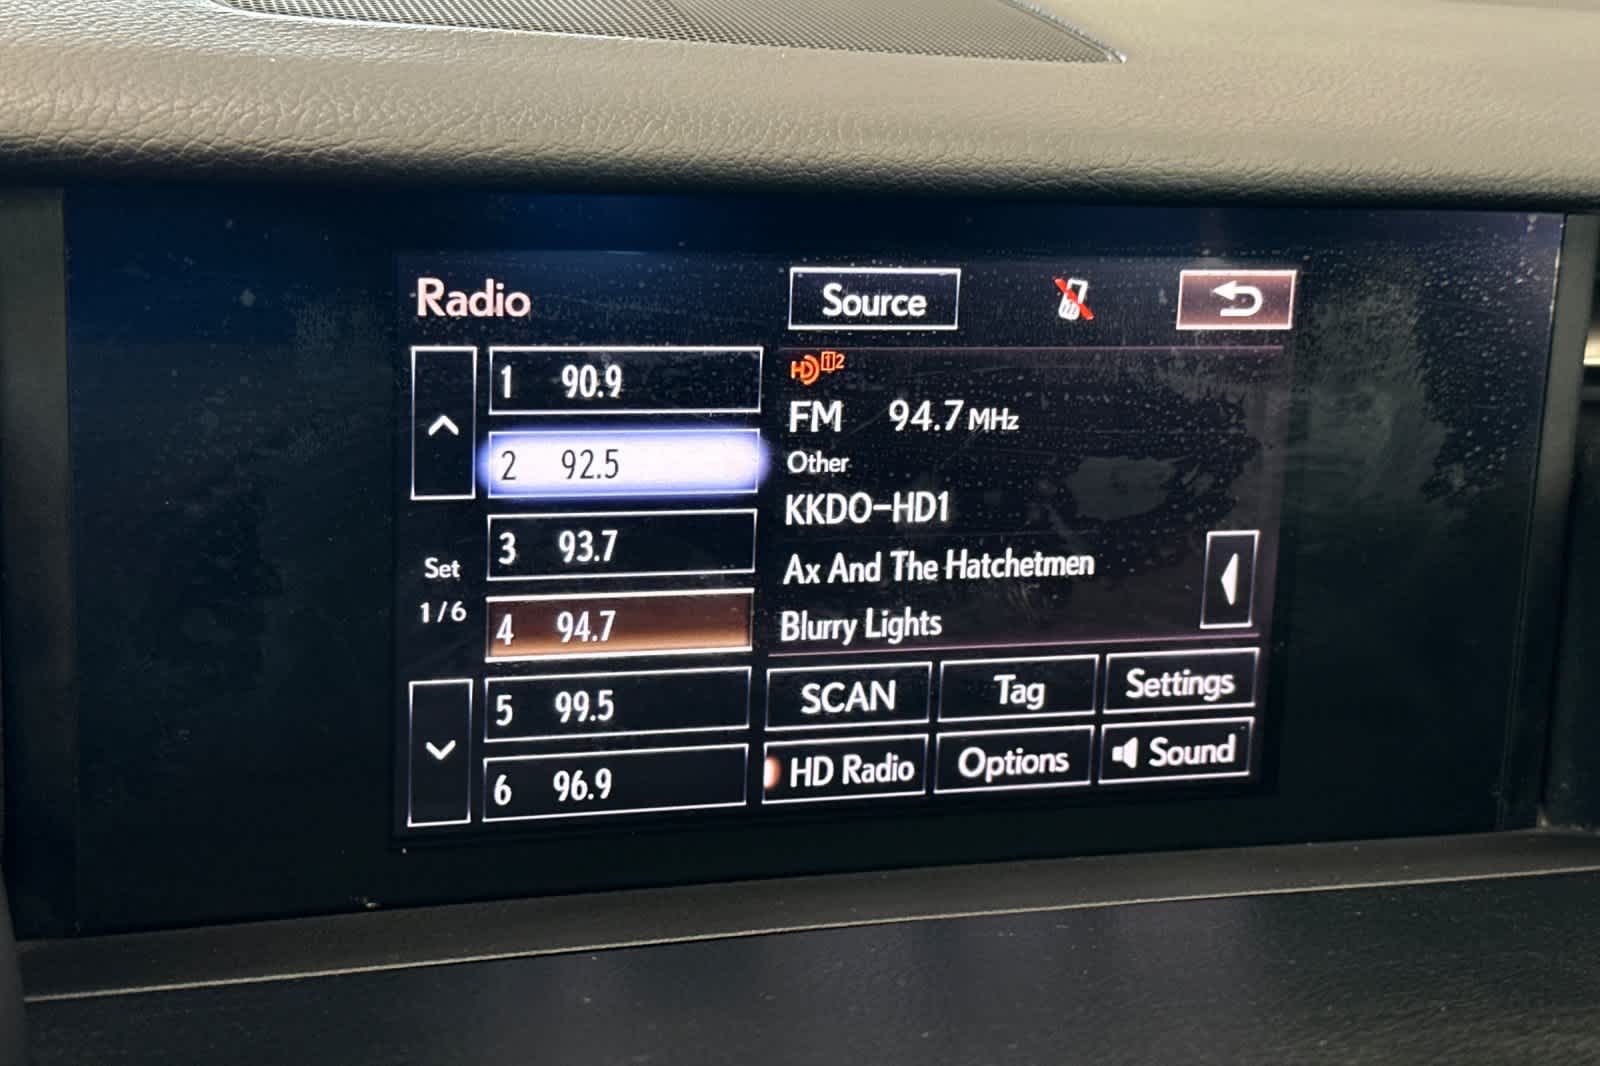 Radio
Source
1 90.9
2 92.5
3 93.7
4 94.7
5 99.5
6 96.9
Set
1/6
HD 1 2
FM 94.7 MHz
Other
KKDO-HD1
Ax And The Hatchetmen
Blurry Lights
SCAN
Tag
Settings
HD Radio
Options
Sound